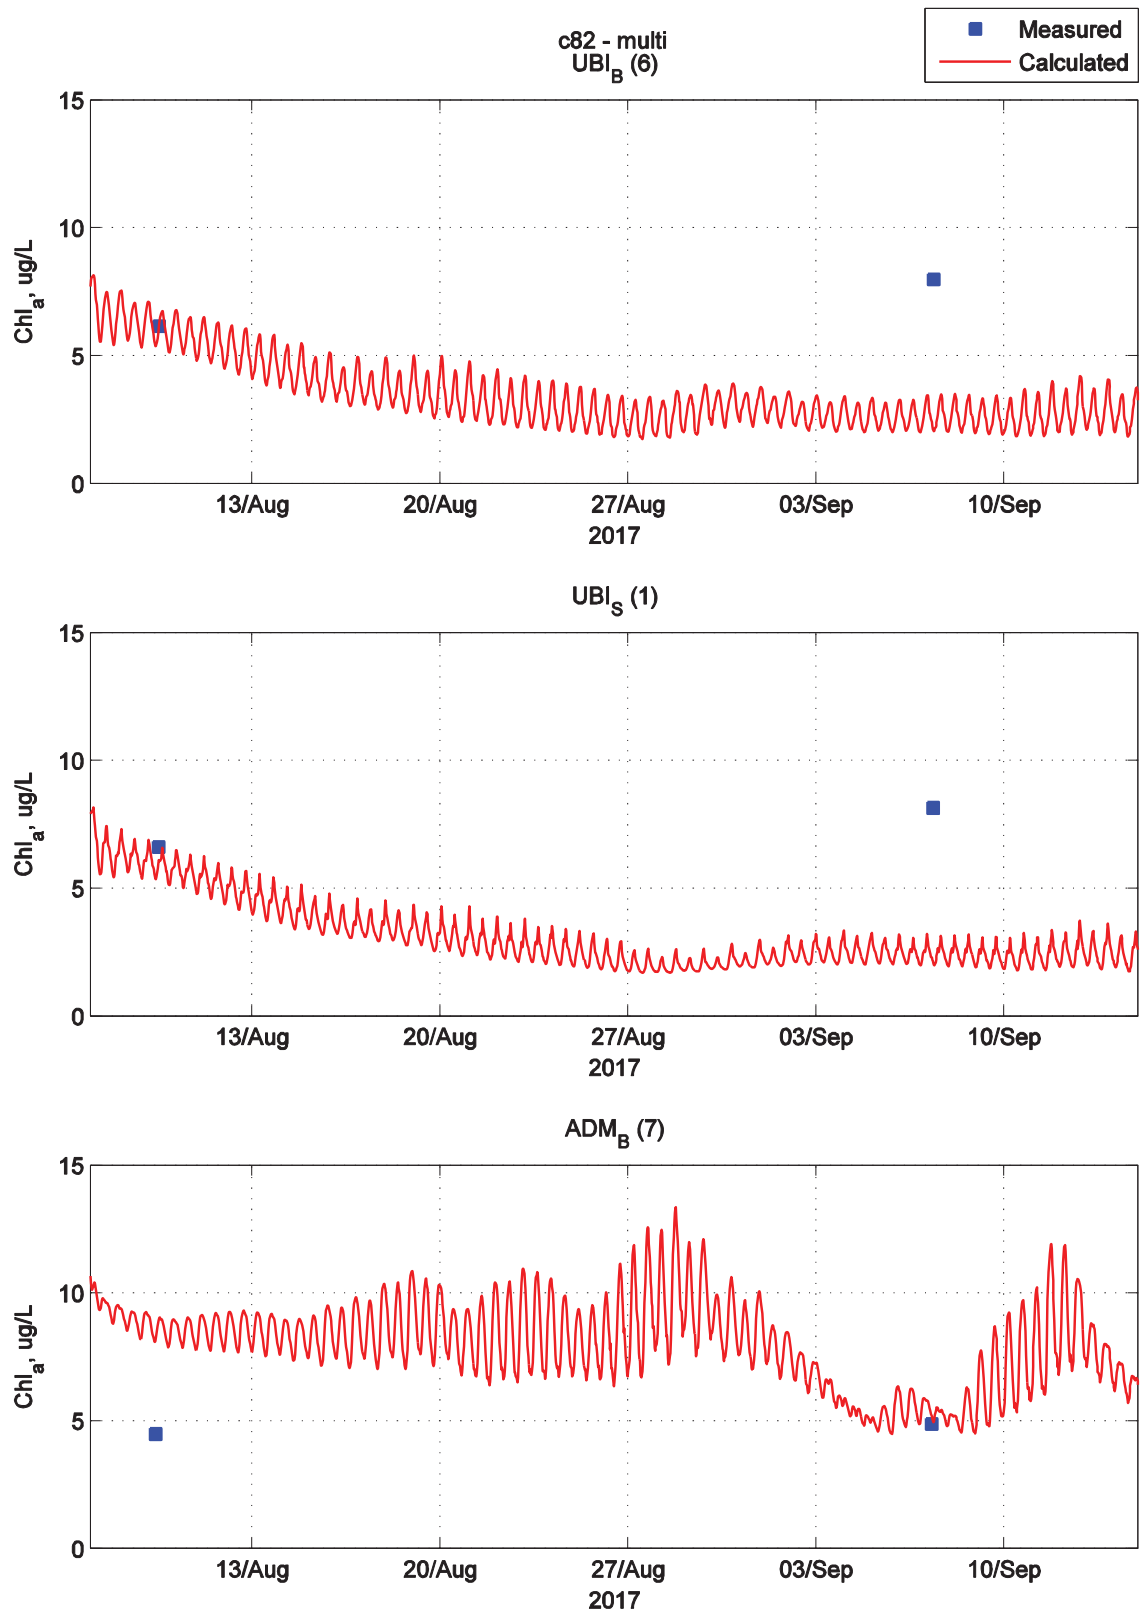 c82 - multi
UBI_B (6)
Measured
Calculated
15
10
5
0
Chl_a, ug/L
13/Aug 20/Aug 27/Aug 03/Sep 10/Sep
2017
UBI_S (1)
15
10
5
0
Chl_a, ug/L
13/Aug 20/Aug 27/Aug 03/Sep 10/Sep
2017
ADM_B (7)
15
10
5
0
Chl_a, ug/L
13/Aug 20/Aug 27/Aug 03/Sep 10/Sep
2017